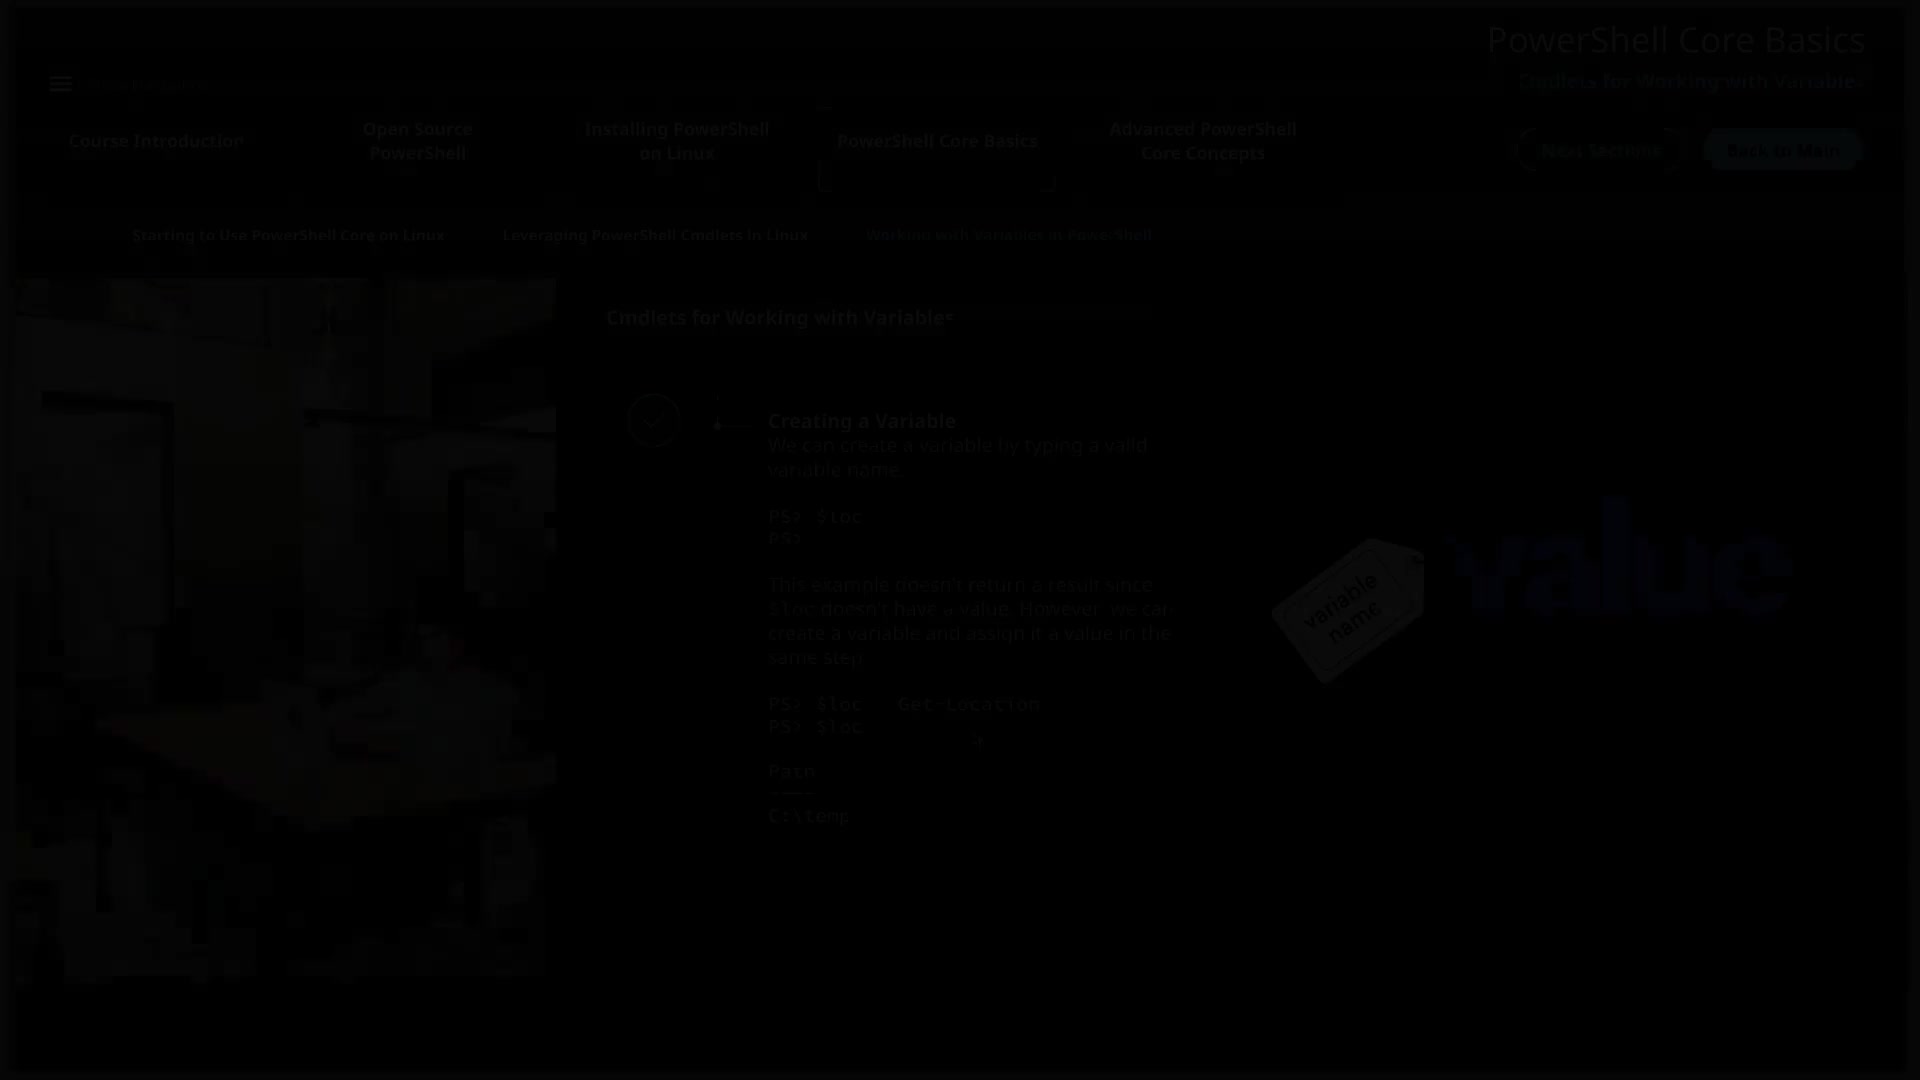 PowerShell Core Basics
Cmdlets for Working with Variables
Course Introduction
Open Source
PowerShell
Installing PowerShell
on Linux
PowerShell Core Basics
Advanced PowerShell
Core Concepts
Next Section
Back to Main
Starting to Use PowerShell Core on Linux
Leveraging PowerShell Cmdlets in Linux
Working with Variables in PowerShell
Cmdlets for Working with Variables
Creating a Variable
We can create a variable by typing a valid
variable name.
PS> $loc
PS>
This example doesn't return a result since
$loc doesn't have a value. However, we can
create a variable and assign it a value in the
same step
PS> $loc Get-Location
PS> $loc
Path
----
C:\temp
variable
name
value